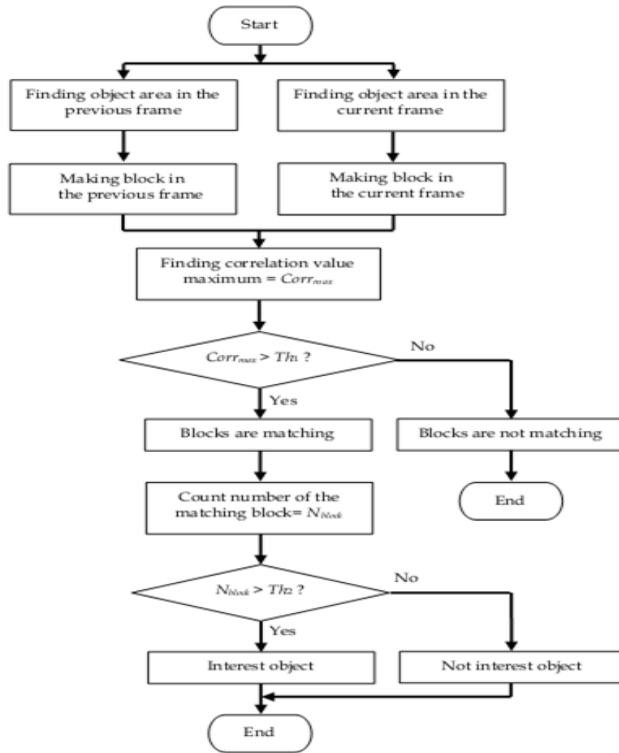 Start
Finding object area in the
previous frame
Finding object area in the
current frame
Making block in
the previous frame
Making block in
the current frame
Finding correlation value
maximum = Corrmax
Corrmax > Th1 ?
No
Yes
Blocks are matching
Blocks are not matching
Count number of the
matching block= Nblock
End
Nblock > Th2 ?
No
Yes
Interest object
Not interest object
End